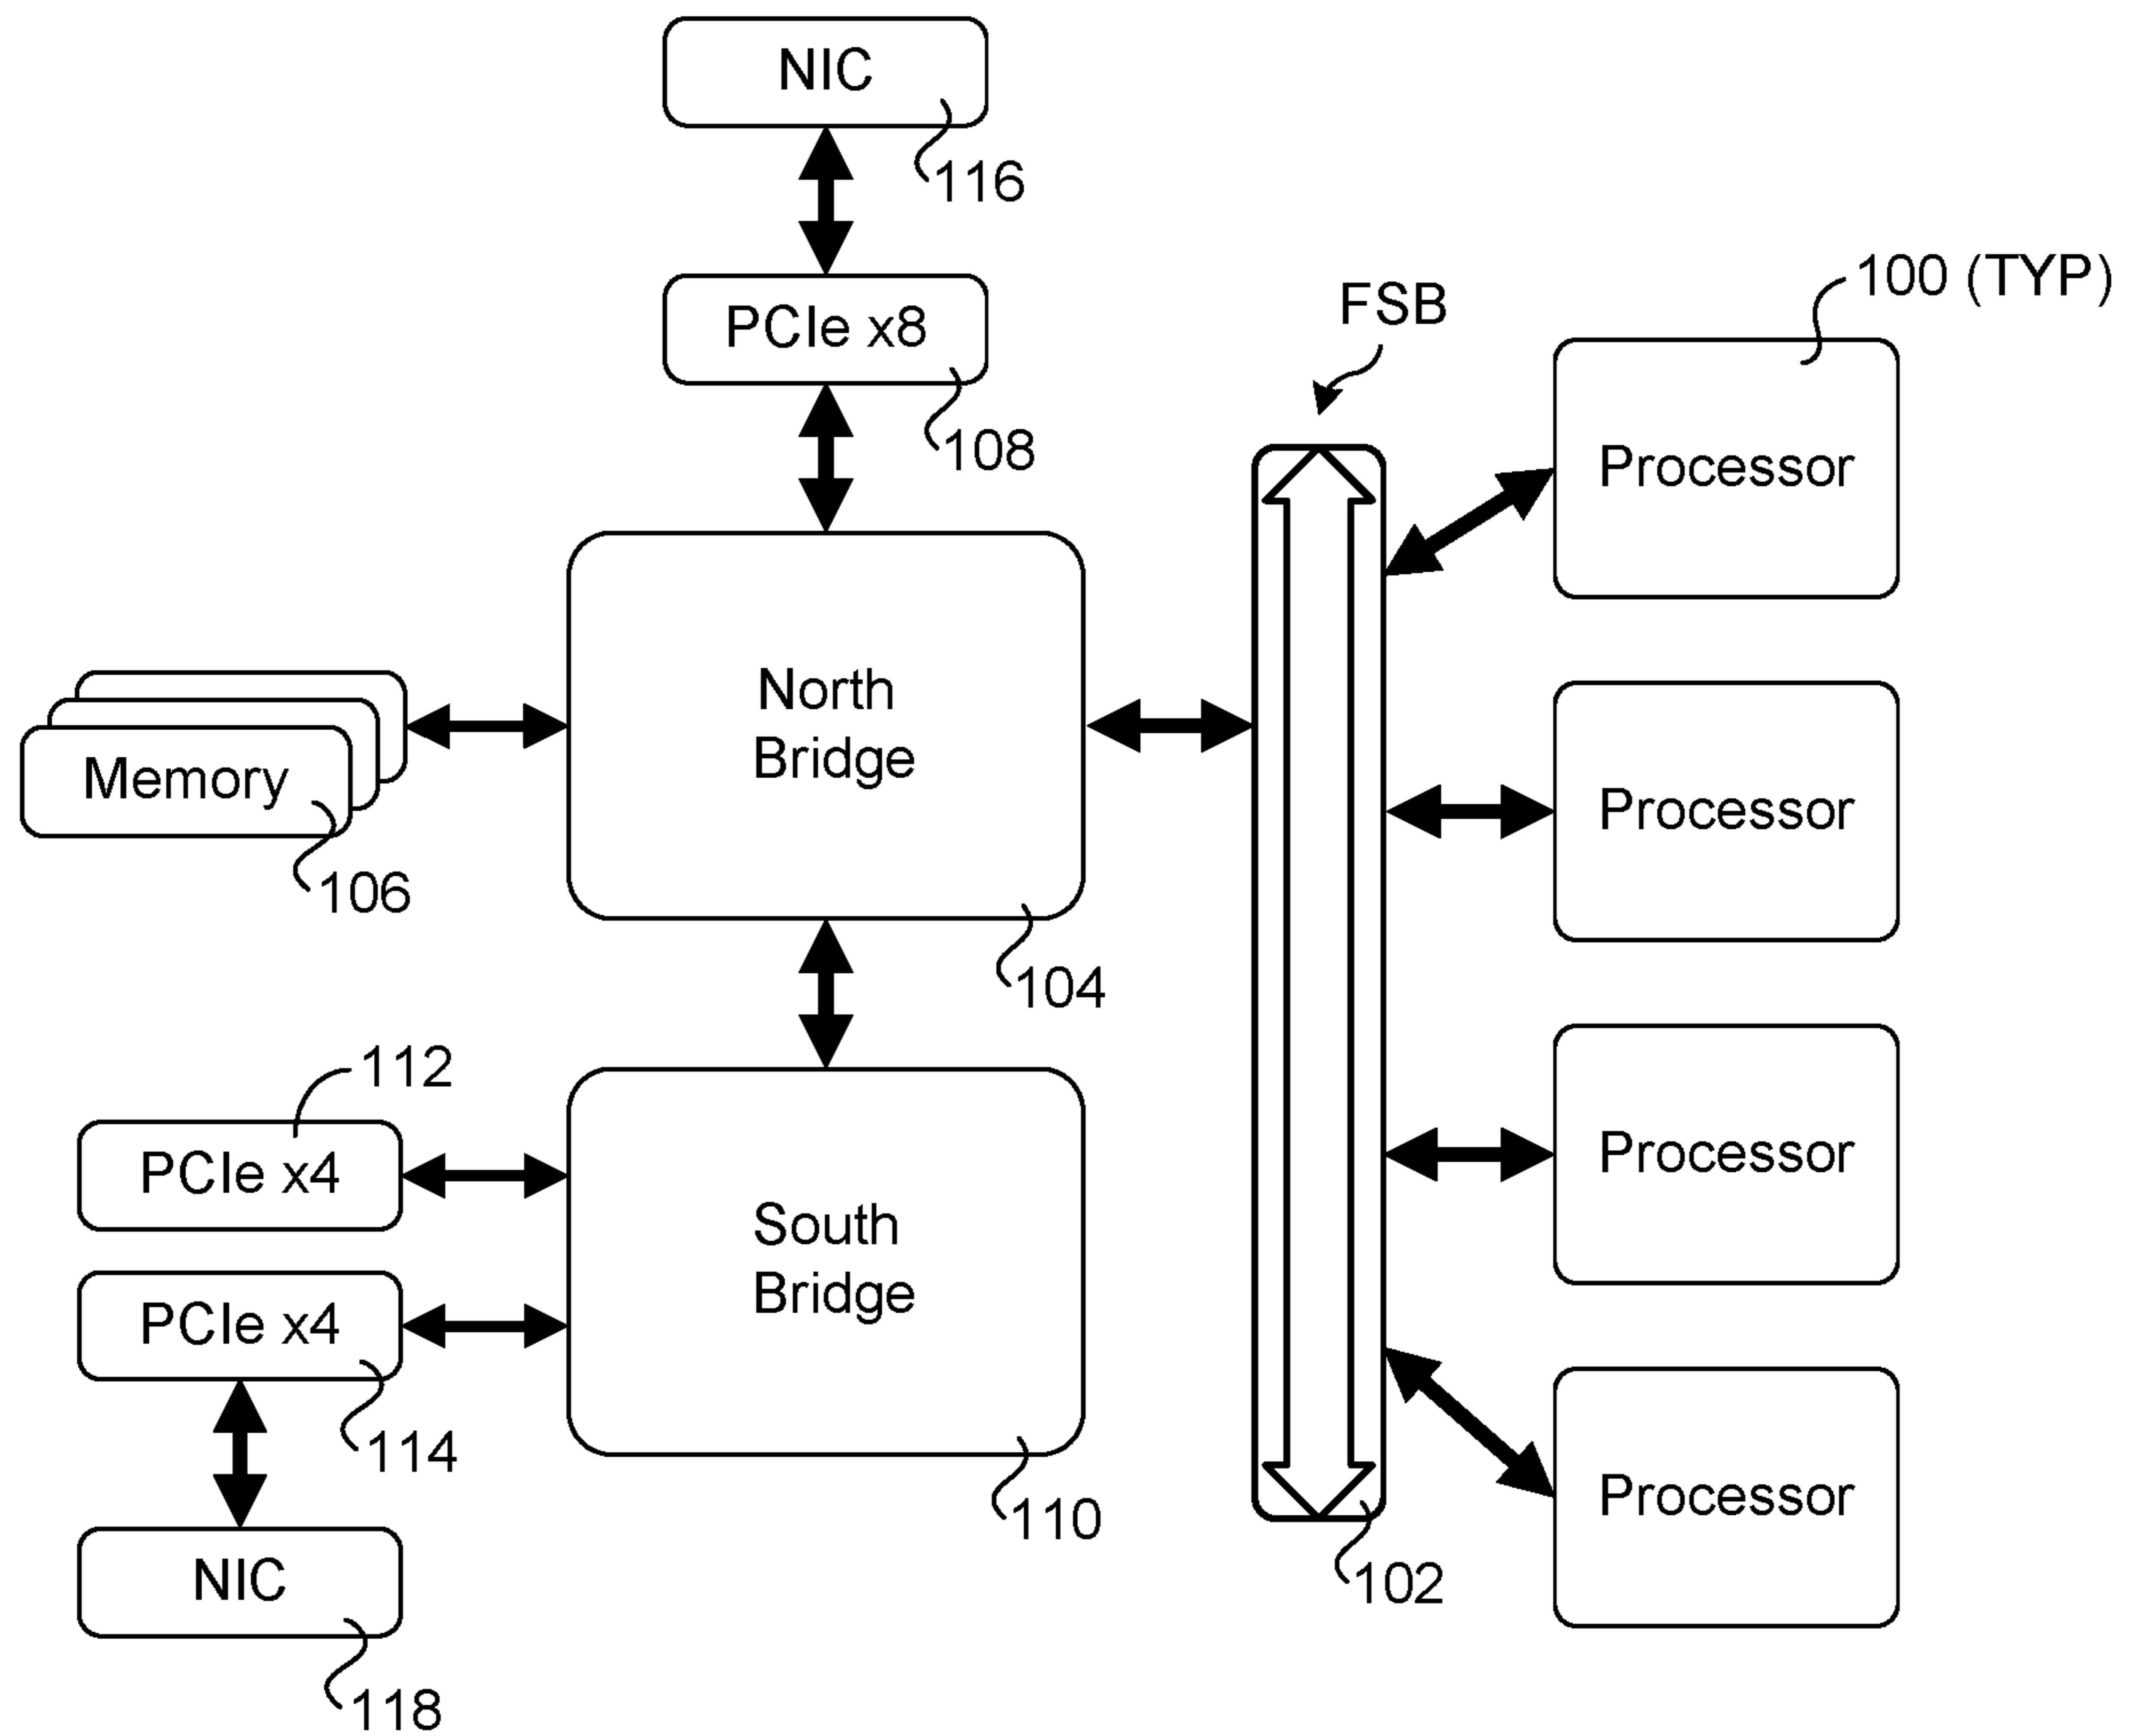 NIC
116
100 (TYP)
PCIe x8
FSB
108
Processor
North
Bridge
Memory
Processor
106
104
112
PCIe x4
Processor
South
Bridge
PCIe x4
114
110
Processor
NIC
102
118